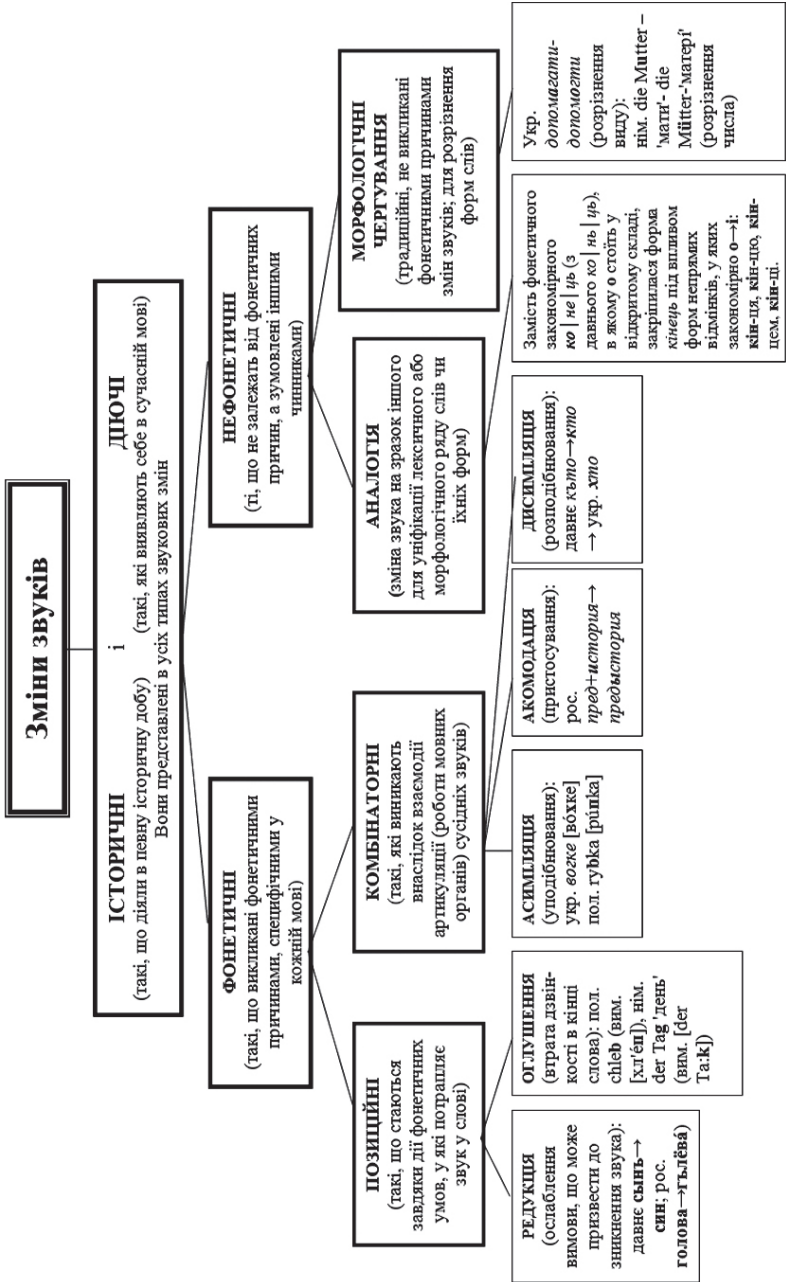 Зміни звуків
ІСТОРИЧНІ і ДІЮЧІ
(такі, що діяли в певну історичну добу) (такі, які виявляють себе в сучасній мові)
Вони представлені в усіх типах звукових змін
ФОНЕТИЧНІ
(такі, що викликані фонетичними
причинами, специфічними у
кожній мові)
НЕФОНЕТИЧНІ
(ті, що не залежать від фонетичних
причин, а зумовлені іншими
чинниками)
ПОЗИЦІЙНІ
(такі, що стаються
завдяки дії фонетичних
умов, у які потрапляє
звук у слові)
КОМБІНАТОРНІ
(такі, які виникають
внаслідок взаємодії
артикуляції (роботи мовних
органів) сусідніх звуків)
АНАЛОГІЯ
(зміна звука на зразок іншого
для уніфікації лексичного або
морфологічного ряду слів чи
їхніх форм)
МОРФОЛОГІЧНІ
ЧЕРГУВАННЯ
(традиційні, не викликані
фонетичними причинами
змін звуків; для розрізнення
форм слів)
РЕДУКЦІЯ
(ослаблення
вимови, що може
призвести до
зникнення звука):
давнє сынъ→
син; рос.
голова→гълёва́)
ОГЛУШЕННЯ
(втрата дзвін-
кості в кінці
слова): пол.
chleb (вим.
[хл'éп]), нім.
der Tag 'день'
(вим. [der
Ta:k])
АСИМІЛЯЦІЯ
(уподібнювання):
укр. вогке [вóхке]
пол. rybka [рúпка]
АКОМОДАЦІЯ
(пристосування):
рос.
пред+история→
предыстория
ДИСИМІЛЯЦІЯ
(розподібнювання):
давнє къто→кто
→ укр. хто
Замість фонетичного
закономірного
ко | не | ць (з
давнього ко | нь | ць),
в якому о стоїть у
відкритому складі,
закріпилася форма
кінець під впливом
форм непрямих
відмінків, у яких
закономірно о→і:
кін-ця, кін-цю, кін-
цем, кін-ці.
Укр.
допомагати-
допомогти
(розрізнення
виду):
нім. die Mutter –
'мати'- die
Mütter-'матері'
(розрізнення
числа)